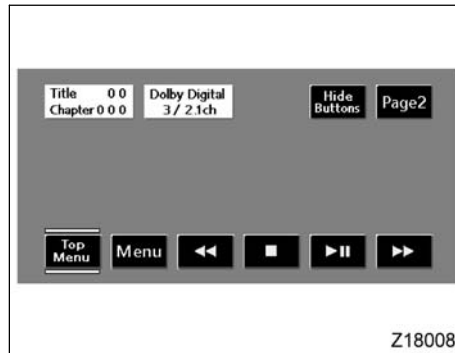 Title 0 0
Chapter 0 0 0
Dolby Digital
3 / 2.1ch
Hide
Buttons
Page2
Top
Menu
Menu
Z18008